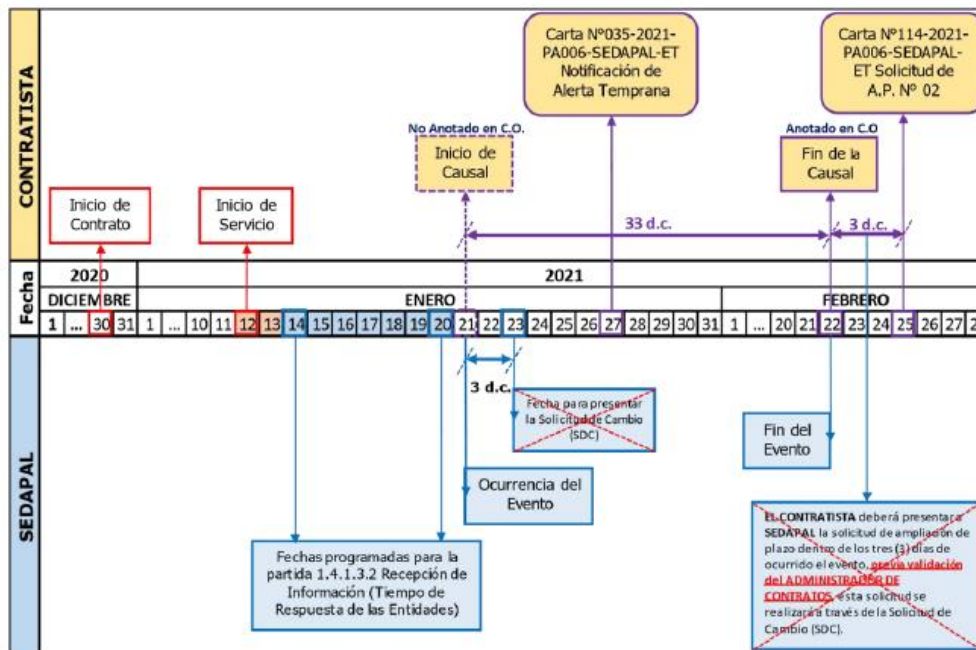 CONTRATISTA
Carta N°035-2021-
PA006-SEDAPAL-ET
Notificación de
Alerta Temprana
Carta N°114-2021-
PA006-SEDAPAL-
ET Solicitud de
A.P. N° 02
No Anotado en C.O.
Inicio de
Causal
Anotado en C.O
Fin de la
Causal
Inicio de
Contrato
Inicio de
Servicio
33 d.c.
3 d.c.
Fecha
2020
2021
DICIEMBRE
ENERO
FEBRERO
1 ... 30 31 1 ... 10 11 12 13 14 15 16 17 18 19 20 21 22 23 24 25 26 27 28 29 30 31 1 ... 20 21 22 23 24 25 26 27
SEDAPAL
3 d.c.
Fecha para presentar
la Solicitud de Cambio
(SDC)
Fin del
Evento
Ocurrencia del
Evento
Fechas programadas para la
partida 1.4.1.3.2 Recepción de
Información (Tiempo de
Respuesta de las Entidades)
EL CONTRATISTA deberá presentar a
SEDAPAL la solicitud de ampliación de
plazo dentro de los tres (3) días de
ocurrido el evento, previa validación
del ADMINISTRADOR DE
CONTRATOS, esta solicitud se
realizará a través de la Solicitud de
Cambio (SDC).